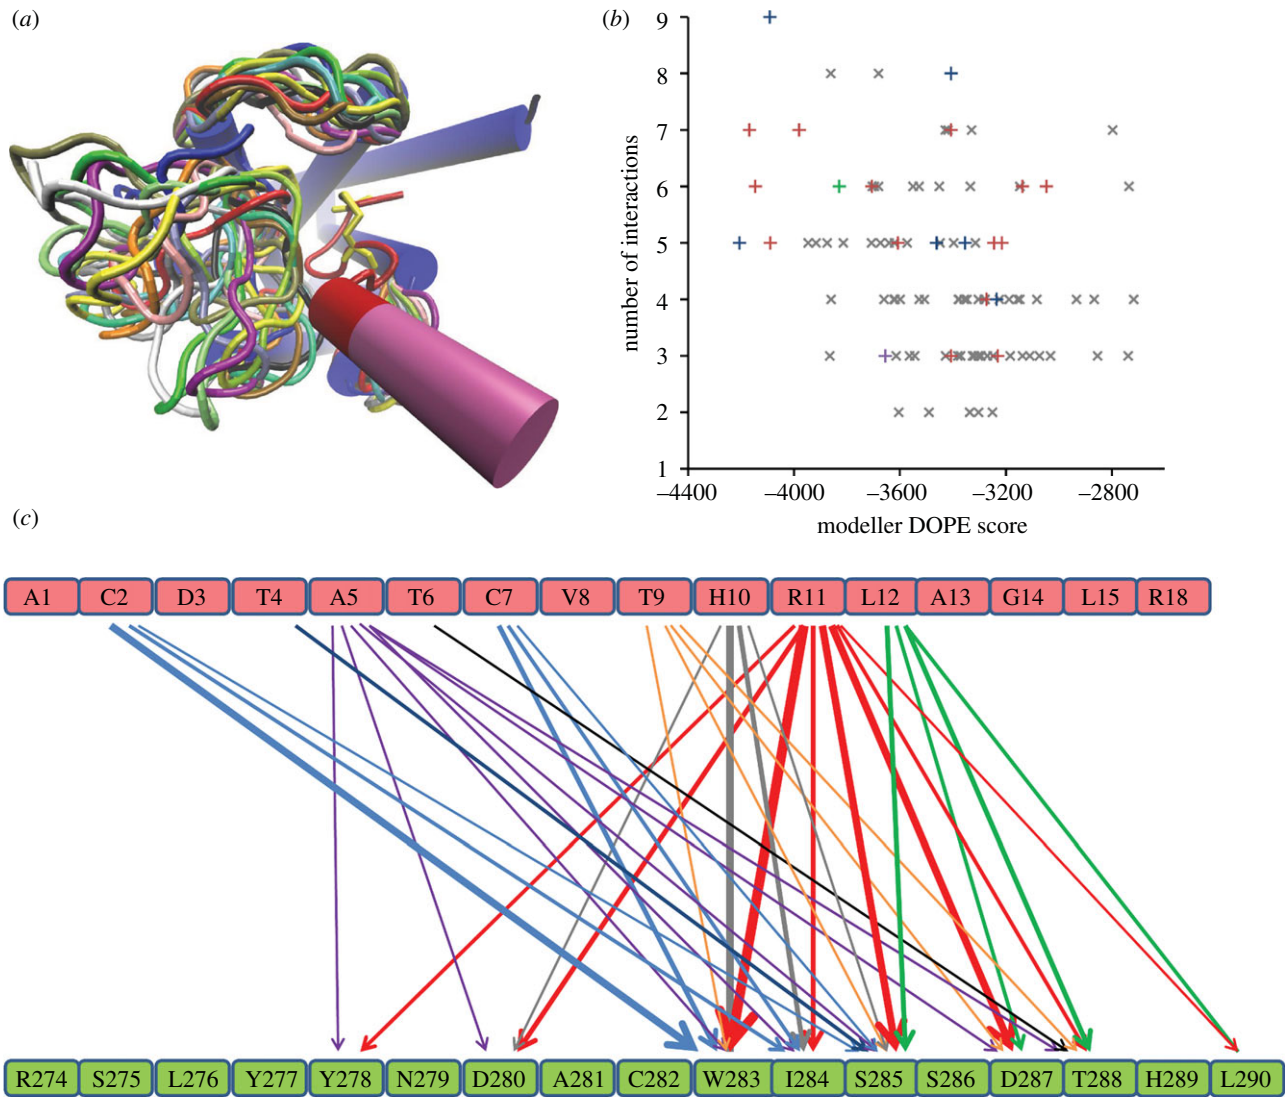 (a)
(b)
number of interactions
9
8
7
6
5
4
3
2
1
–4400 –4000 –3600 –3200 –2800
modeller DOPE score
(c)
A1 C2 D3 T4 A5 T6 C7 V8 T9 H10 R11 L12 A13 G14 L15 R18
R274 S275 L276 Y277 Y278 N279 D280 A281 C282 W283 I284 S285 S286 D287 T288 H289 L290